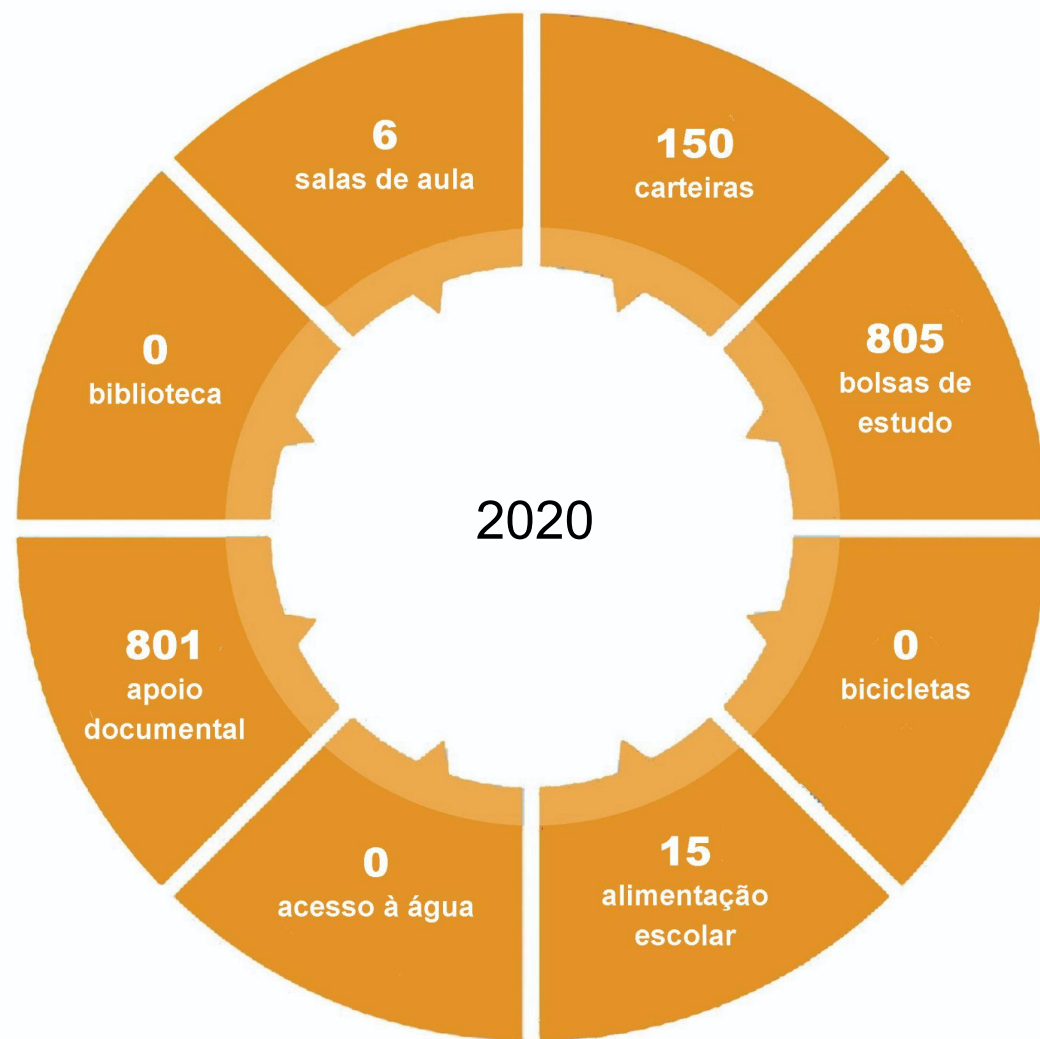 6
salas de aula
150
carteiras
805
bolsas de
estudo
0
bicicletas
15
alimentação
escolar
0
acesso à água
801
apoio
documental
0
biblioteca
2020